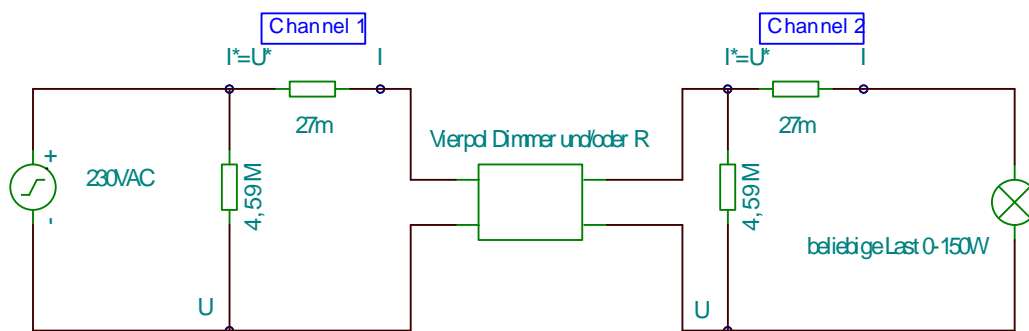 Channel 1
Channel 2
I*=U*
I
I*=U*
I
27m
27m
Vierpol Dimmer und/oder R
+
230VAC
-
4,59M
4,59M
beliebige Last 0-150W
U
U